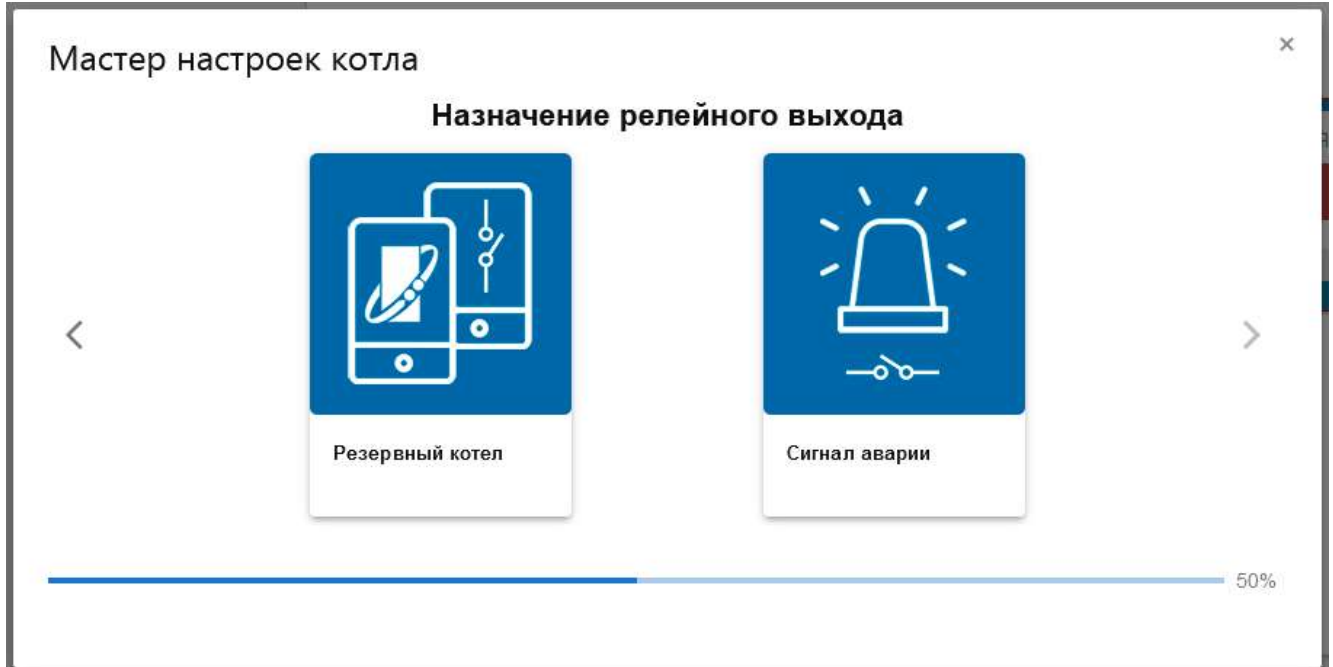 Мастер настроек котла
×
Назначение релейного выхода
Резервный котел
Сигнал аварии
50%